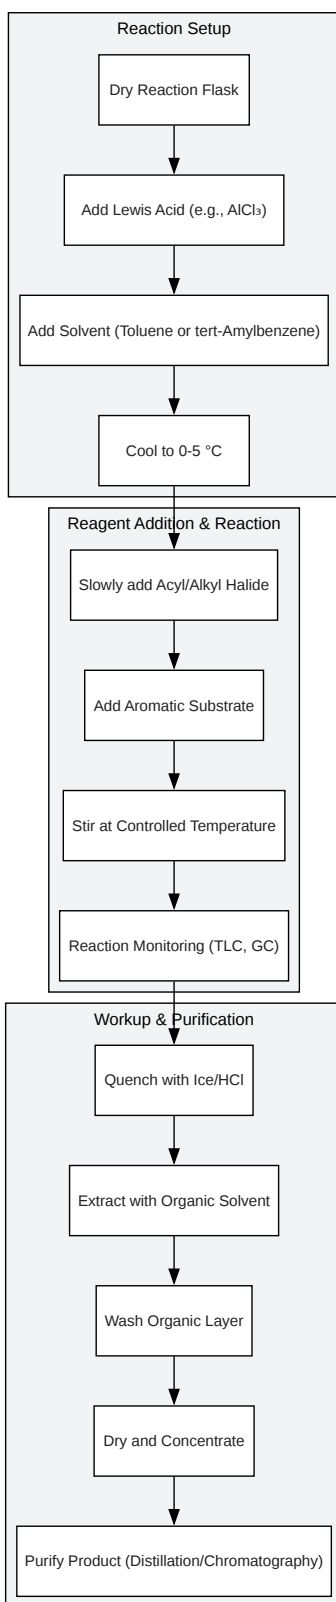 Reaction Setup
Dry Reaction Flask
Add Lewis Acid (e.g., AlCl₃)
Add Solvent (Toluene or tert-Amylbenzene)
Cool to 0-5 °C
Reagent Addition & Reaction
Slowly add Acyl/Alkyl Halide
Add Aromatic Substrate
Stir at Controlled Temperature
Reaction Monitoring (TLC, GC)
Workup & Purification
Quench with Ice/HCl
Extract with Organic Solvent
Wash Organic Layer
Dry and Concentrate
Purify Product (Distillation/Chromatography)